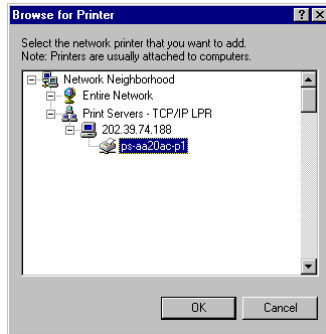 Browse for Printer
Select the network printer that you want to add.
Note: Printers are usually attached to computers.
Network Neighborhood
Entire Network
Print Servers - TCP/IP LPR
202.39.74.188
ps-aa20ac-p1
OK Cancel